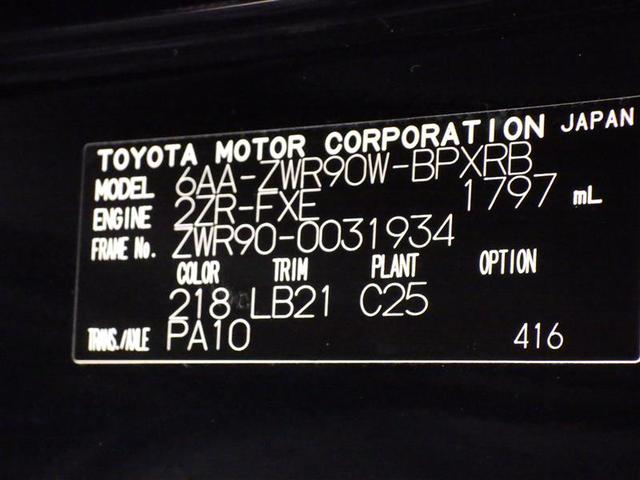 TOYOTA MOTOR CORPORATION JAPAN
MODEL 6AA-ZWR90W-BPXRB
ENGINE 2ZR-FXE 1797 mL
FRAME No. ZWR90-0031934
COLOR TRIM PLANT OPTION
218 LB21 C25
TRANS./AXLE PA10 416